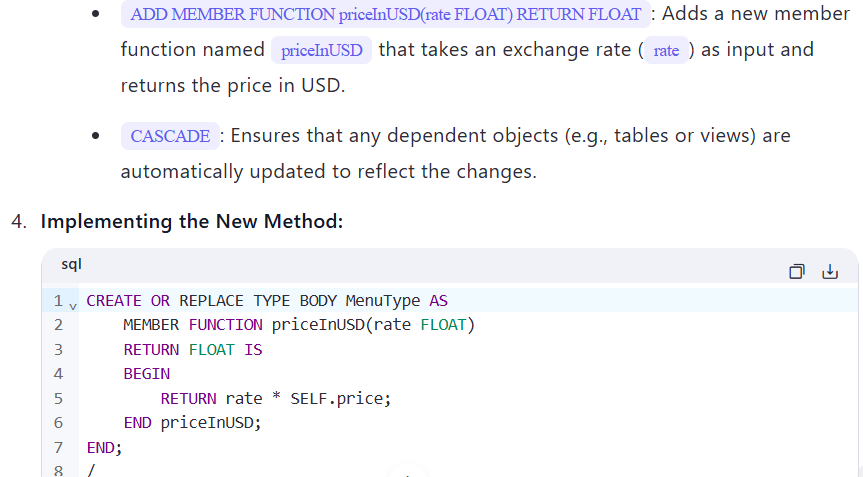 • ADD MEMBER FUNCTION priceInUSD(rate FLOAT) RETURN FLOAT : Adds a new member
function named priceInUSD that takes an exchange rate ( rate ) as input and
returns the price in USD.
• CASCADE : Ensures that any dependent objects (e.g., tables or views) are
automatically updated to reflect the changes.
4. Implementing the New Method:
sql
1 CREATE OR REPLACE TYPE BODY MenuType AS
2     MEMBER FUNCTION priceInUSD(rate FLOAT)
3     RETURN FLOAT IS
4     BEGIN
5         RETURN rate * SELF.price;
6     END priceInUSD;
7 END;
8 /